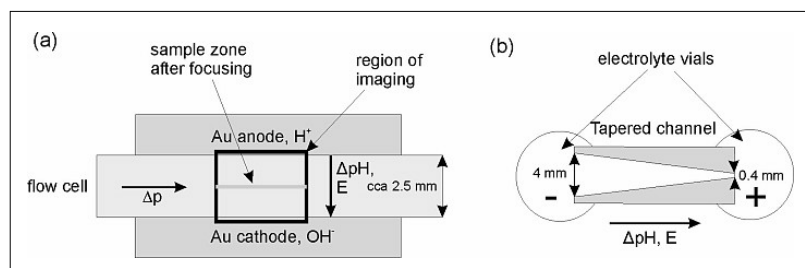 (a)
sample zone
after focusing
region of
imaging
Au anode, H⁺
flow cell
Δp
ΔpH,
E
cca 2.5 mm
Au cathode, OH⁻
(b)
electrolyte vials
Tapered channel
4 mm
0.4 mm
-
+
ΔpH, E